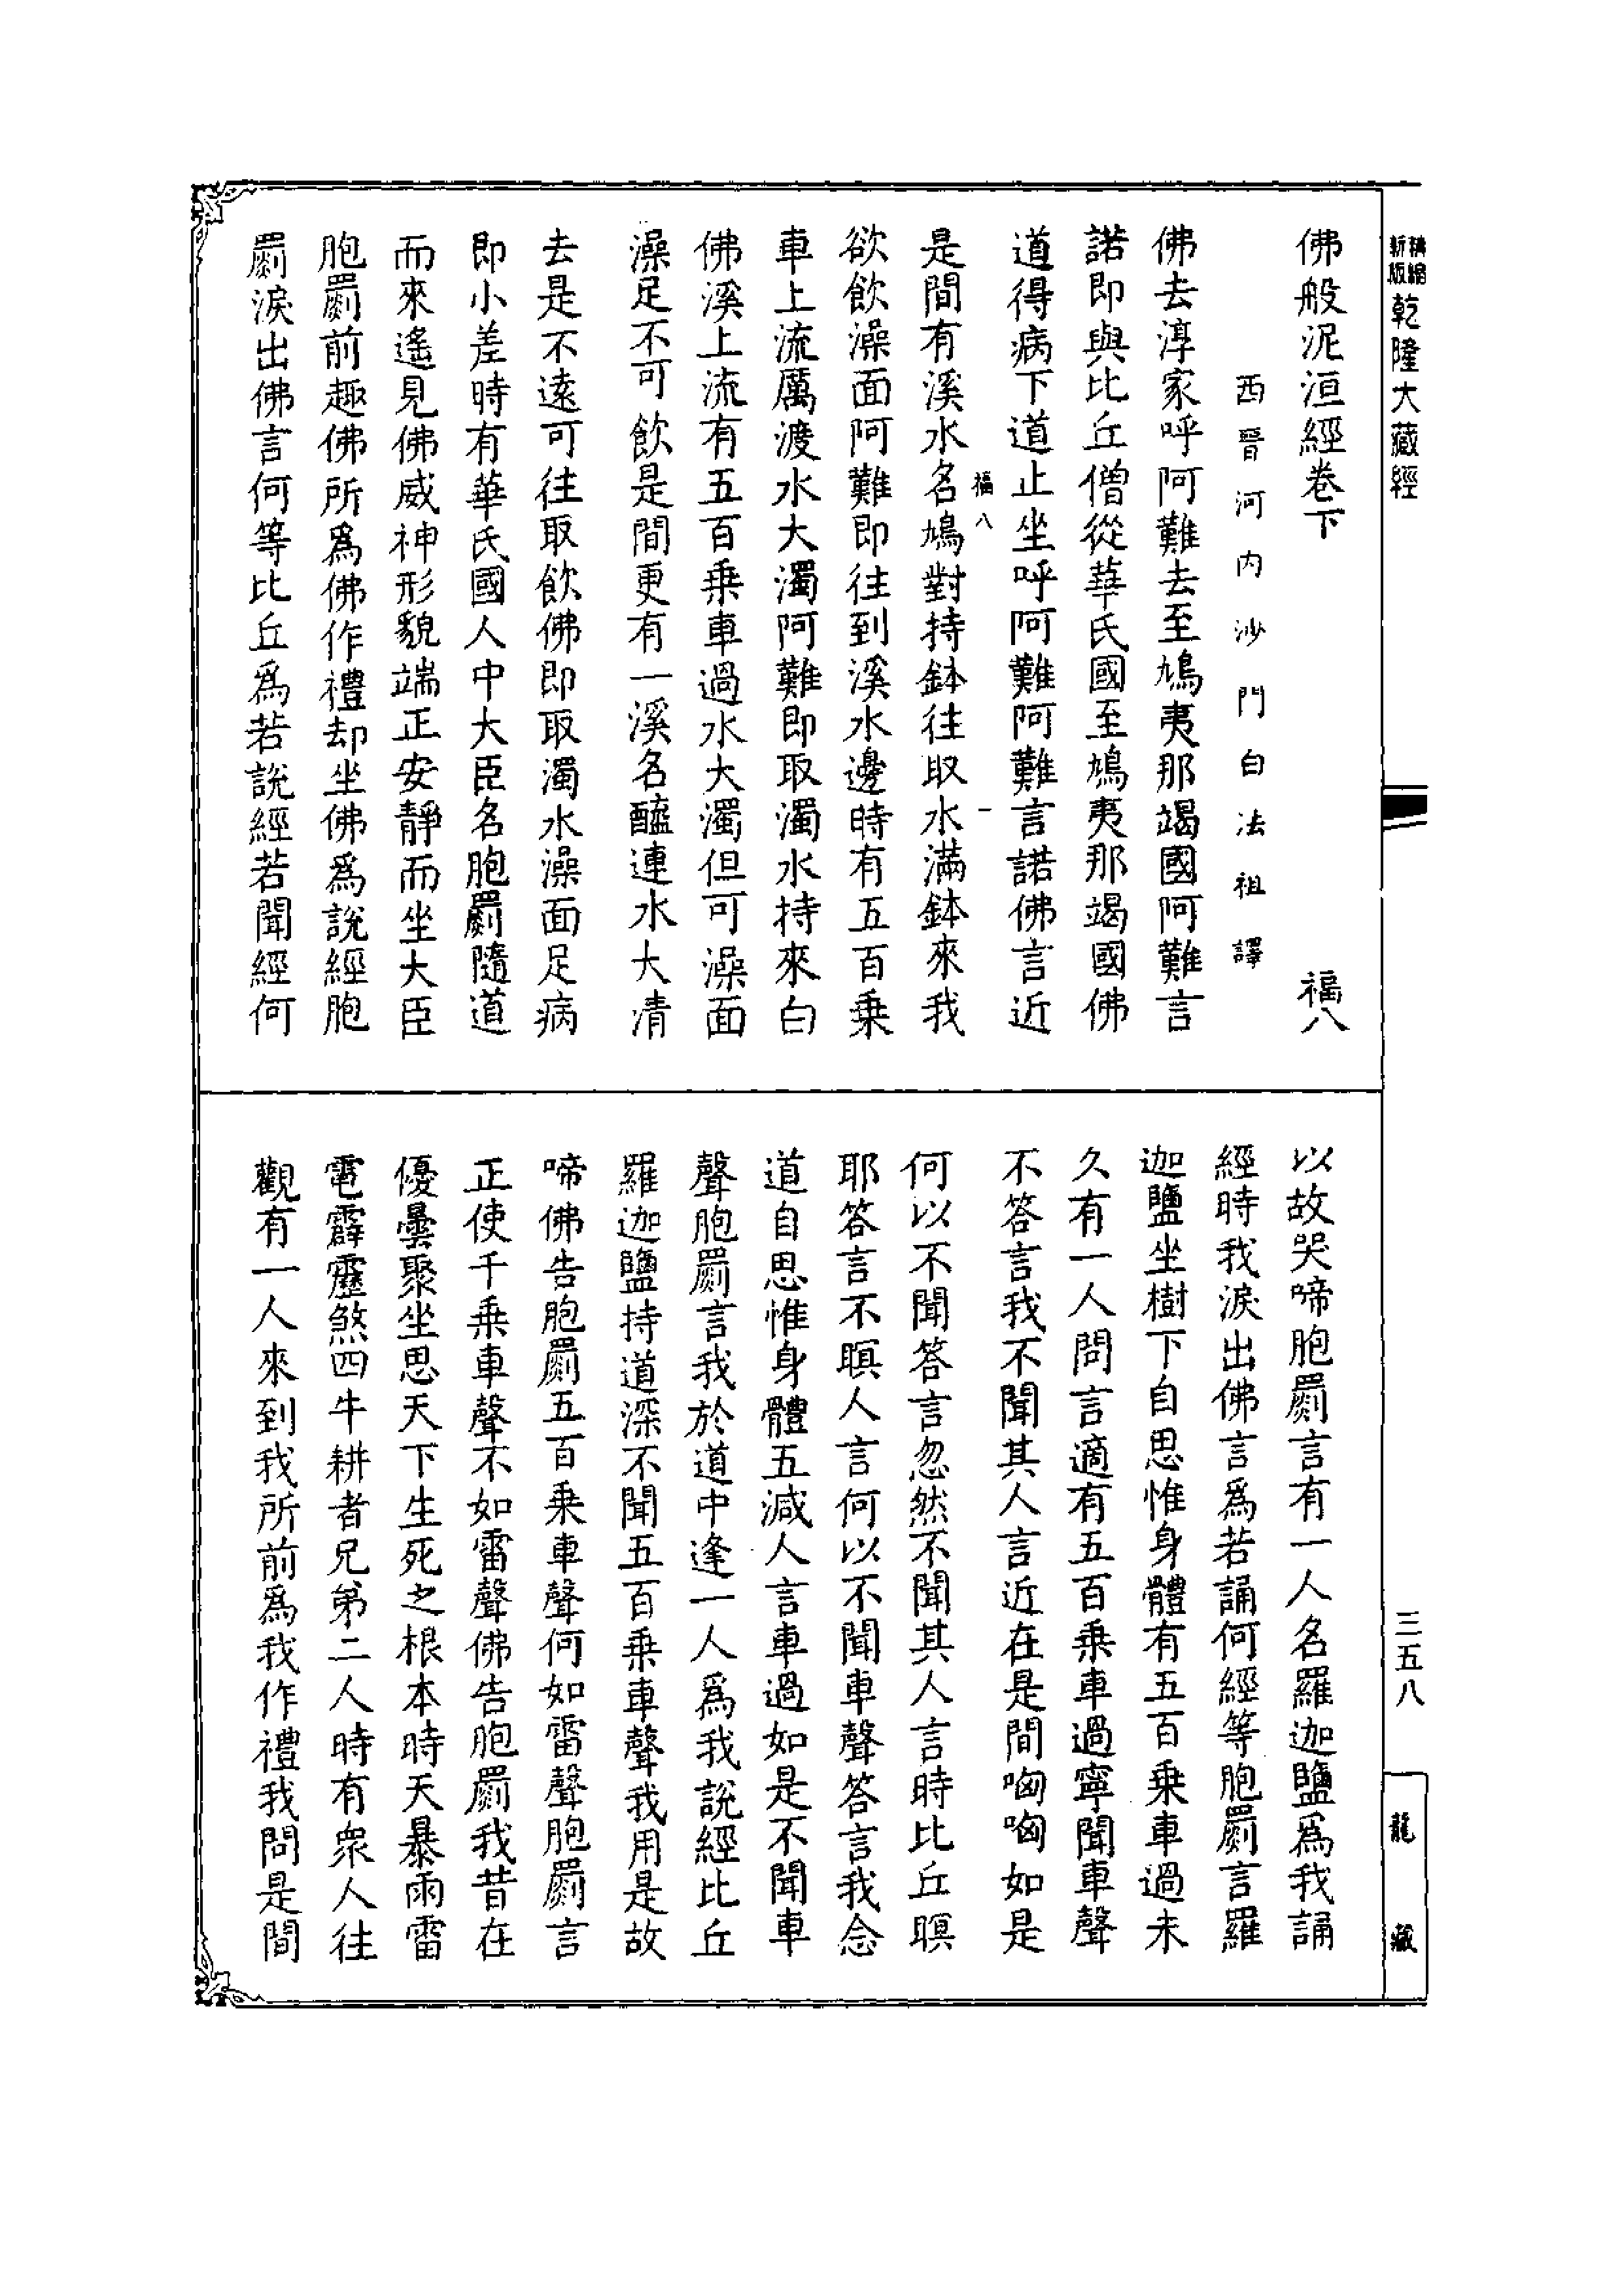 精縮
新版
乾隆大藏經
佛般泥洹經卷下
福八
西晉河內沙門白法祖譯
佛去淳家呼阿難去至鳩夷那竭國阿難言
諾即與比丘僧從華氏國至鳩夷那竭國佛
道得病下道止坐呼阿難阿難言諾佛言近
福八
一
是間有溪水名鳩對持鉢往取水滿鉢來我
欲飲澡面阿難即往到溪水邊時有五百乗
車上流厲渡水大濁阿難即取濁水持來白
佛溪上流有五百乗車過水大濁但可澡面
澡足不可飲是間更有一溪名醯連水大清
去是不遠可往取飲佛即取濁水澡面足病
即小差時有華氏國人中大臣名胞罽隨道
而來遙見佛威神形貌端正安靜而坐大臣
胞罽前趣佛所爲佛作禮却坐佛爲說經胞
罽淚出佛言何等比丘爲若說經若聞經何
以故哭啼胞罽言有一人名羅迦鹽爲我誦
經時我淚出佛言爲若誦何經等胞罽言羅
迦鹽坐樹下自思惟身體有五百乗車過未
久有一人問言適有五百乗車過寧聞車聲
不答言我不聞其人言近在是間㗋㗋如是
何以不聞答言忽然不聞其人言時比丘瞑
耶答言不瞑人言何以不聞車聲答言我念
道自思惟身體五減人言車過如是不聞車
聲胞罽言我於道中逢一人爲我說經比丘
羅迦鹽持道深不聞五百乗車聲我用是故
啼佛告胞罽五百乗車聲何如雷聲胞罽言
正使千乗車聲不如雷聲佛告胞罽我昔在
優曇聚坐思天下生死之根本時天暴雨雷
電霹靂煞四牛耕者兄弟二人時有衆人往
觀有一人來到我所前爲我作禮我問是間
三五八
龍藏